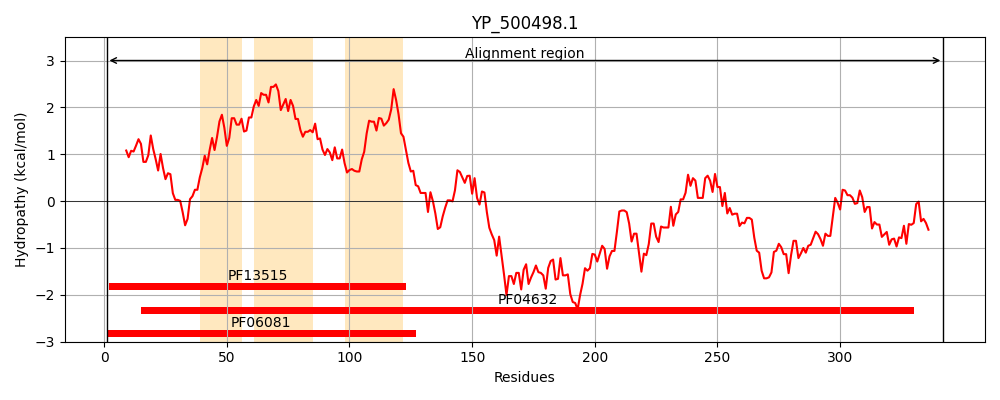 YP_500498.1
Alignment region
Hydropathy (kcal/mol)
3
2
1
0
−1
−2
−3
PF13515
PF04632
PF06081
0 50 100 150 200 250 300
Residues